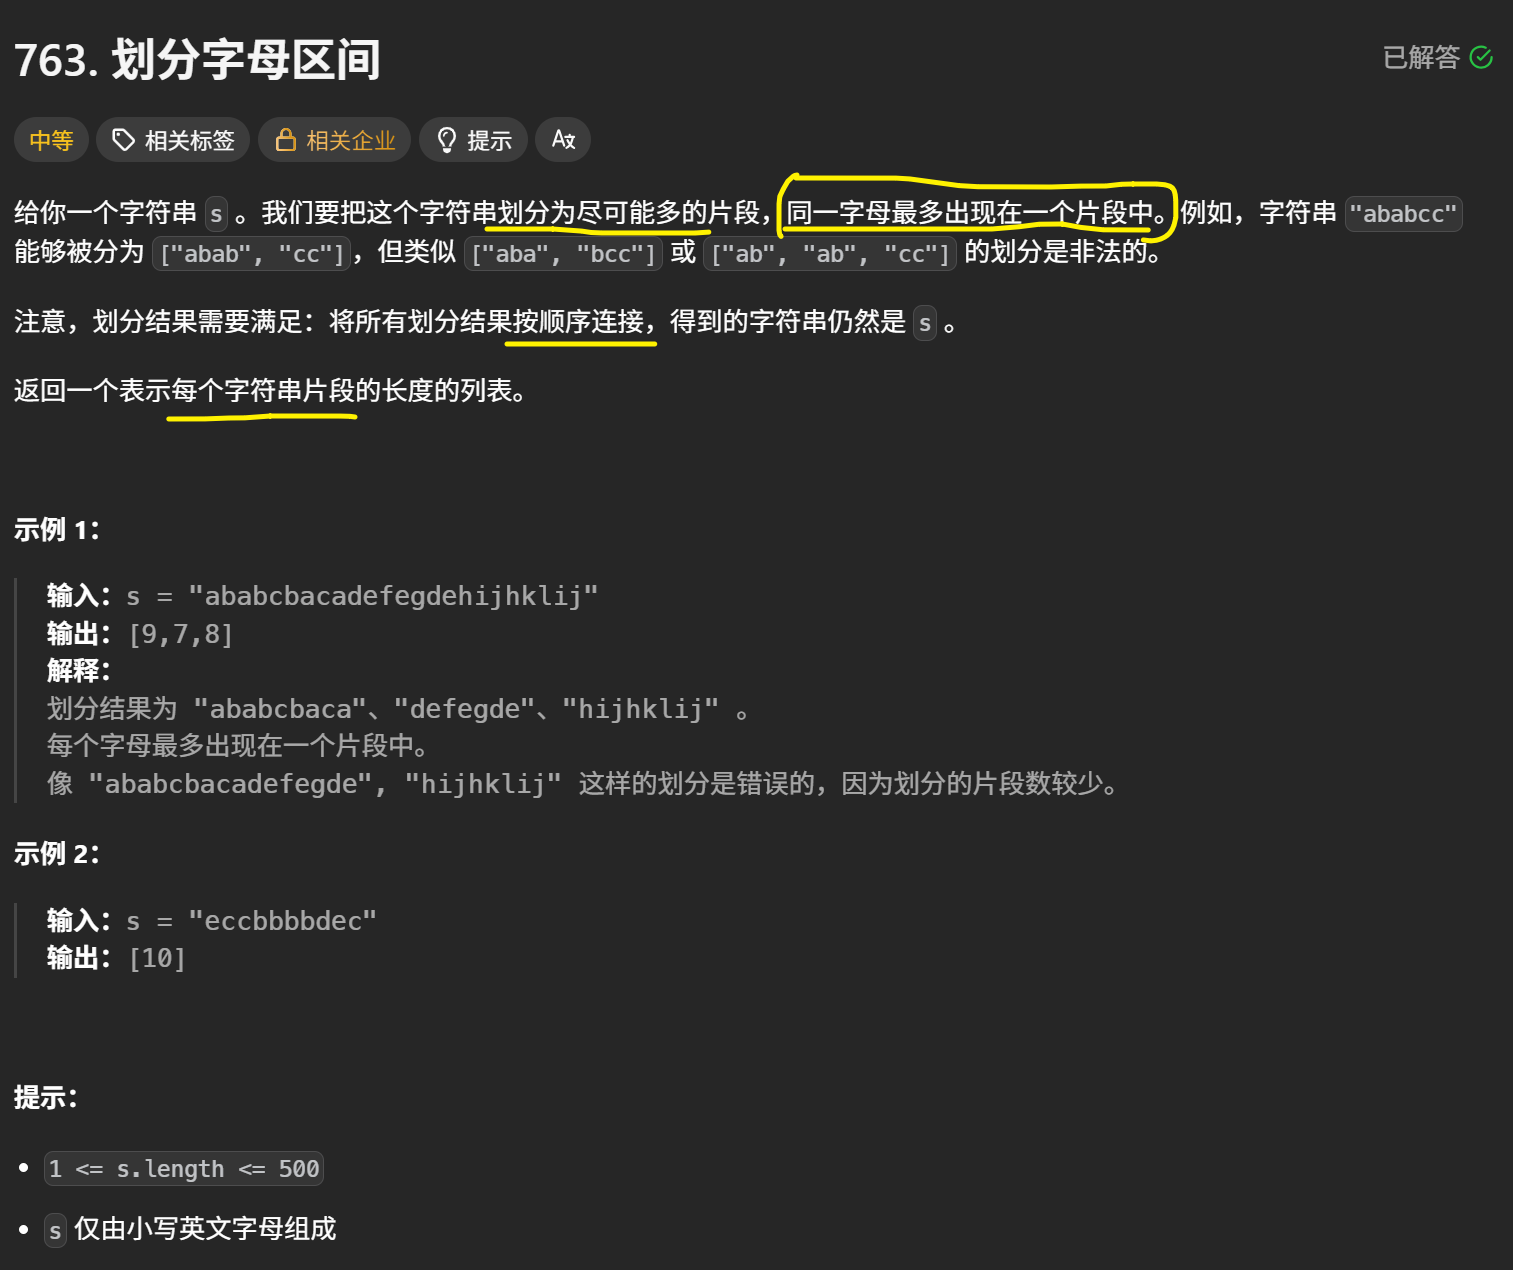 763. 划分字母区间
已解答
中等 相关标签 相关企业 提示
给你一个字符串 s 。我们要把这个字符串划分为尽可能多的片段，同一字母最多出现在一个片段中。例如，字符串 "ababcc"
能够被分为 ["abab", "cc"]，但类似 ["aba", "bcc"] 或 ["ab", "ab", "cc"] 的划分是非法的。
注意，划分结果需要满足：将所有划分结果按顺序连接，得到的字符串仍然是 s 。
返回一个表示每个字符串片段的长度的列表。
示例 1：
输入：s = "ababcbacadefegdehijhklij"
输出：[9,7,8]
解释：
划分结果为 "ababcbaca"、"defegde"、"hijhklij" 。
每个字母最多出现在一个片段中。
像 "ababcbacadefegde", "hijhklij" 这样的划分是错误的，因为划分的片段数较少。
示例 2：
输入：s = "eccbbbbdec"
输出：[10]
提示：
1 <= s.length <= 500
s 仅由小写英文字母组成